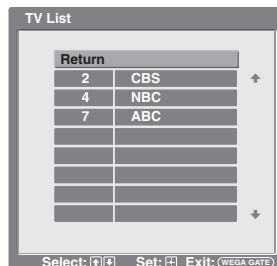 TV List
Return
2 CBS
4 NBC
7 ABC
Select: Set: Exit: WEGA GATE